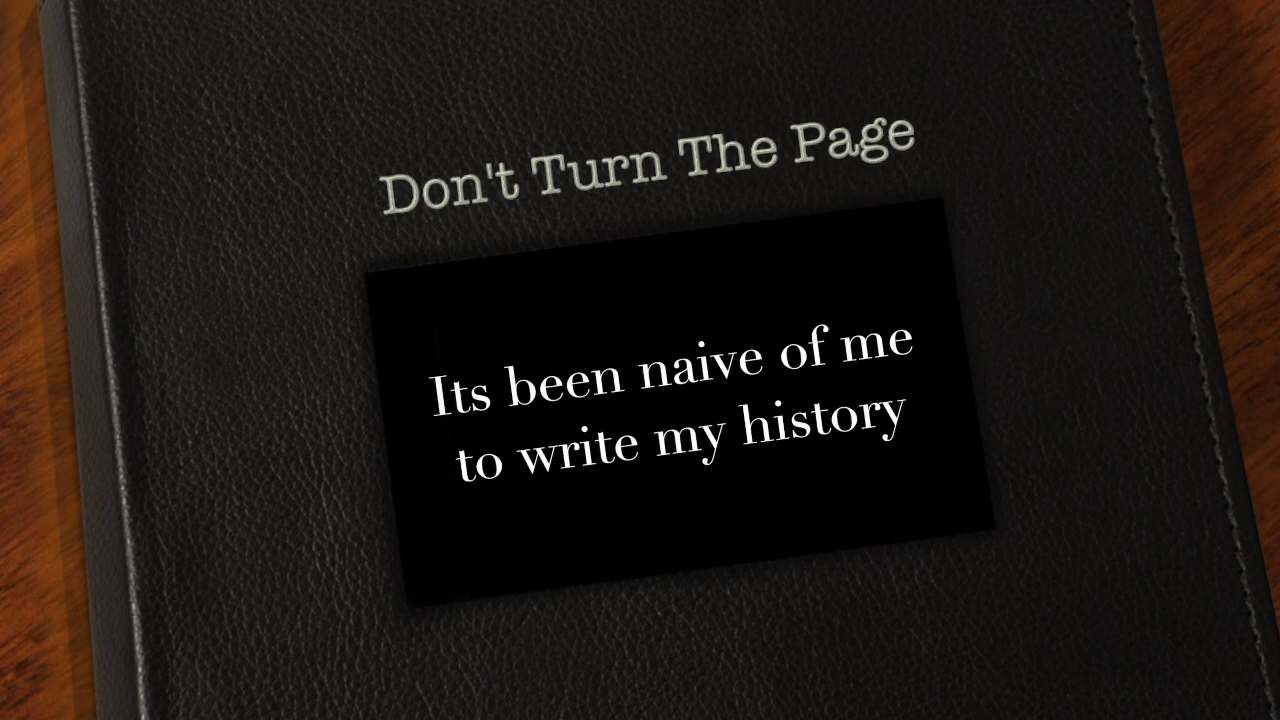 Don't Turn The Page
Its been naive of me
to write my history